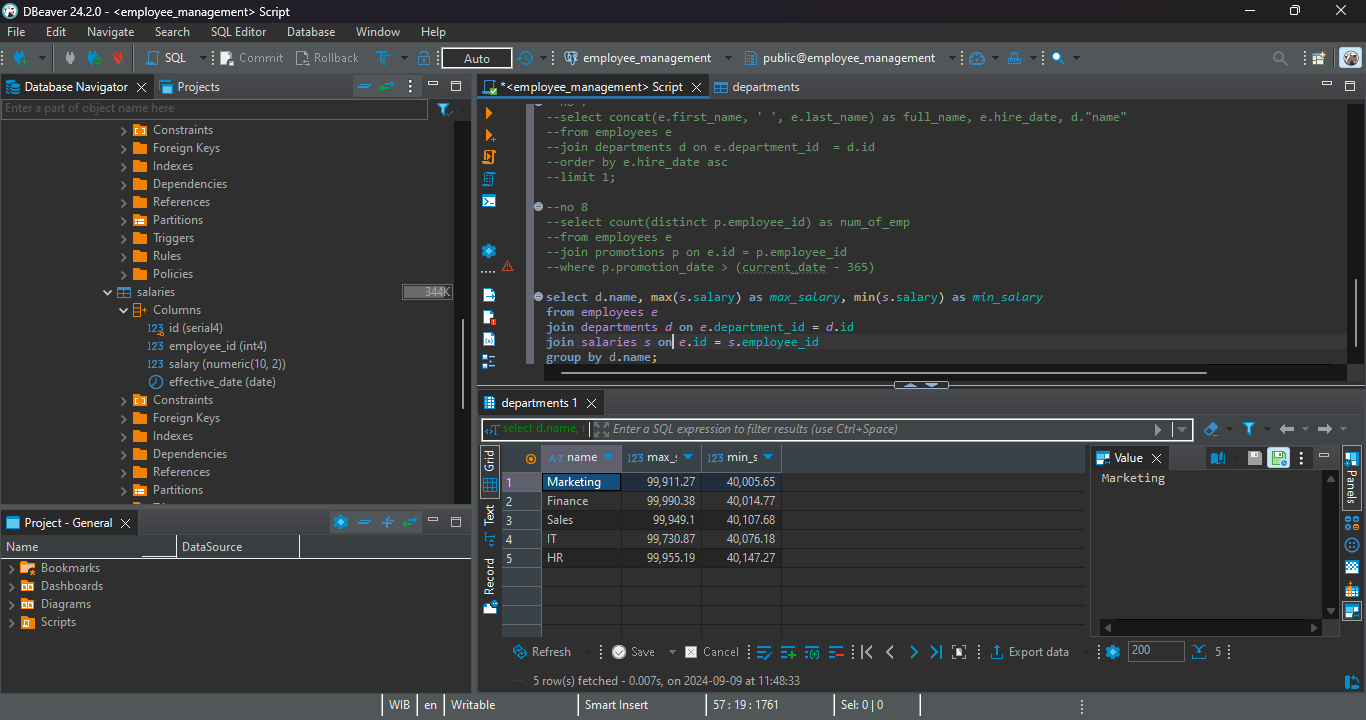 DBeaver 24.2.0 - <employee_management> Script
File Edit Navigate Search SQL Editor Database Window Help
SQL Commit Rollback Auto employee_management public@employee_management
Database Navigator Projects
Enter a part of object name here
Constraints
Foreign Keys
Indexes
Dependencies
References
Partitions
Triggers
Rules
Policies
salaries 344K
Columns
123 id (serial4)
123 employee_id (int4)
123 salary (numeric(10, 2))
effective_date (date)
Constraints
Foreign Keys
Indexes
Dependencies
References
Partitions
Project - General
Name DataSource
Bookmarks
Dashboards
Diagrams
Scripts
*<employee_management> Script departments
--select concat(e.first_name, ' ', e.last_name) as full_name, e.hire_date, d."name"
--from employees e
--join departments d on e.department_id = d.id
--order by e.hire_date asc
--limit 1;
--no 8
--select count(distinct p.employee_id) as num_of_emp
--from employees e
--join promotions p on e.id = p.employee_id
--where p.promotion_date > (current_date - 365)
select d.name, max(s.salary) as max_salary, min(s.salary) as min_salary
from employees e
join departments d on e.department_id = d.id
join salaries s on e.id = s.employee_id
group by d.name;
departments 1
select d.name, Enter a SQL expression to filter results (use Ctrl+Space)
Grid
Text
Record
A-Z name 123 max_s 123 min_s
1 Marketing 99,911.27 40,005.65
2 Finance 99,990.38 40,014.77
3 Sales 99,949.1 40,107.68
4 IT 99,730.87 40,076.18
5 HR 99,955.19 40,147.27
Value
Marketing
Panels
Refresh Save Cancel Export data 200 5
5 row(s) fetched - 0.007s, on 2024-09-09 at 11:48:33
WIB en Writable Smart Insert 57 : 19 : 1761 Sel: 0 | 0